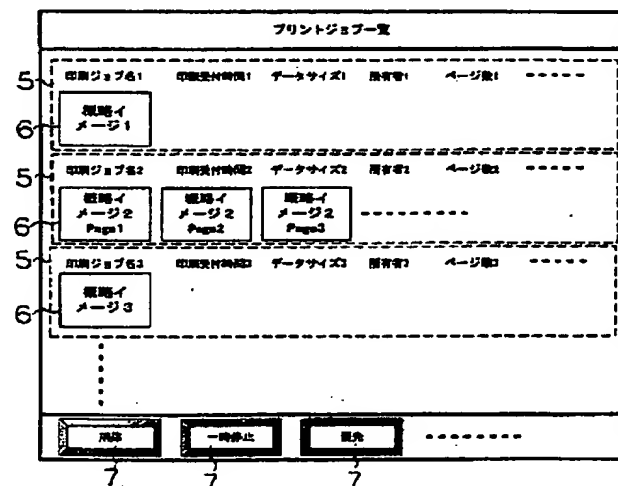 プリントジョブ一覧
5 印刷ジョブ名1 印刷受付時間1 データサイズ1 所有者1 ページ数1
6 概略イメージ1
5 印刷ジョブ名2 印刷受付時間2 データサイズ2 所有者2 ページ数2
6 概略イメージ2 Page1 概略イメージ2 Page2 概略イメージ2 Page3
5 印刷ジョブ名3 印刷受付時間3 データサイズ3 所有者3 ページ数3
6 概略イメージ3
一時停止 優先
7 7 7